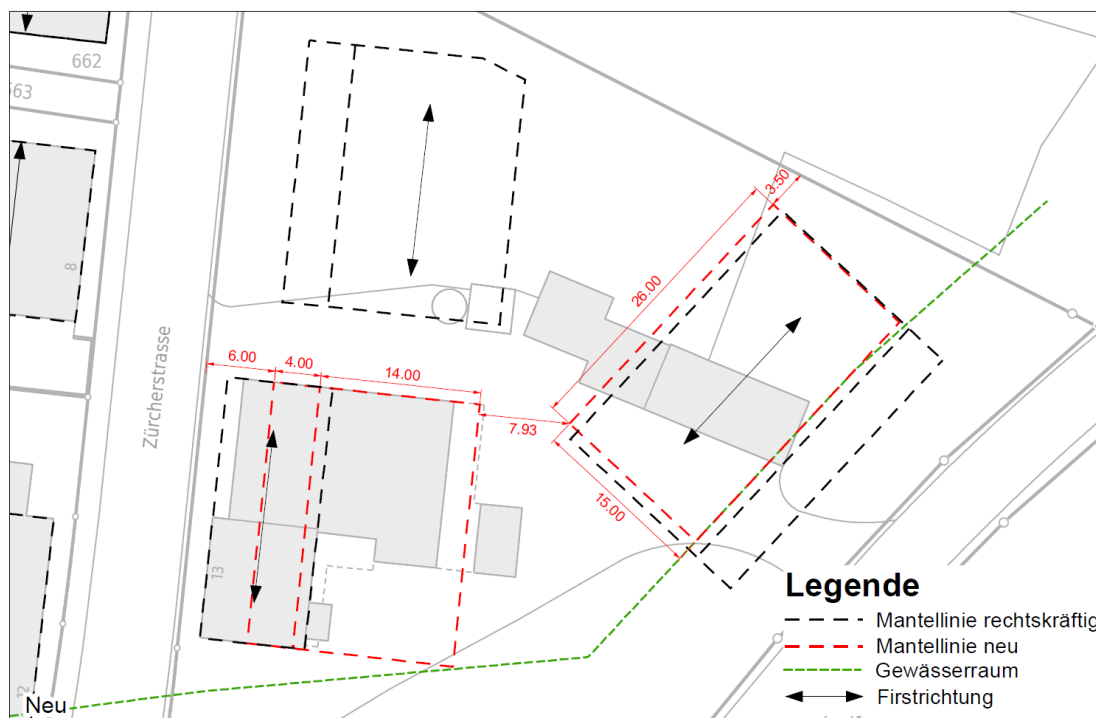 662
663
8
3.50
26.00
Zürcherstrasse
6.00
4.00
14.00
7.93
15.00
13
12
Neu
Legende
Mantellinie rechtskräftig
Mantellinie neu
Gewässerraum
Firstrichtung